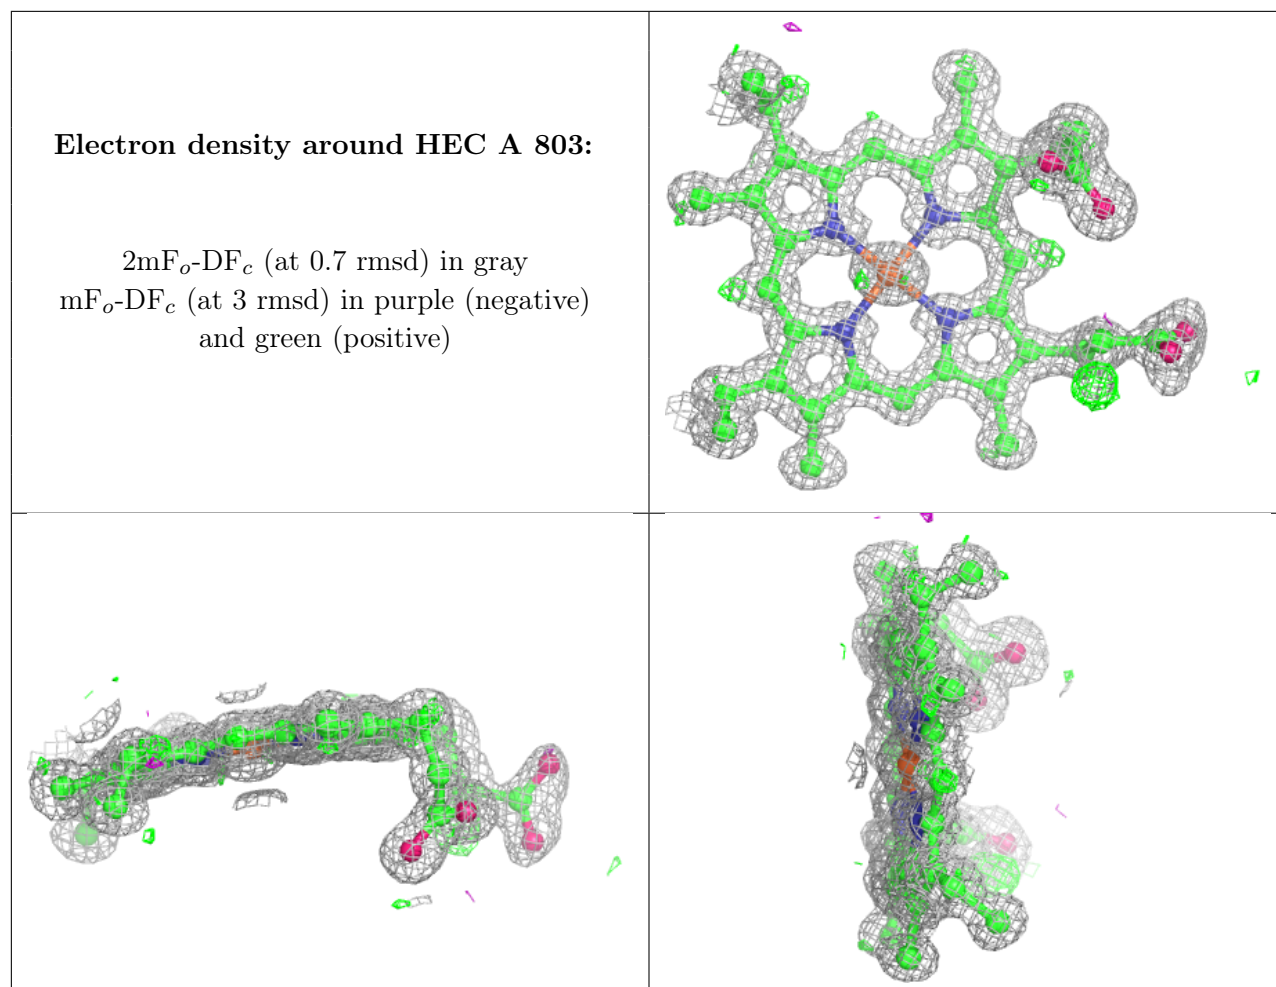 Electron density around HEC A 803:
2mFₒ-DF𝒸 (at 0.7 rmsd) in gray
mFₒ-DF𝒸 (at 3 rmsd) in purple (negative)
and green (positive)